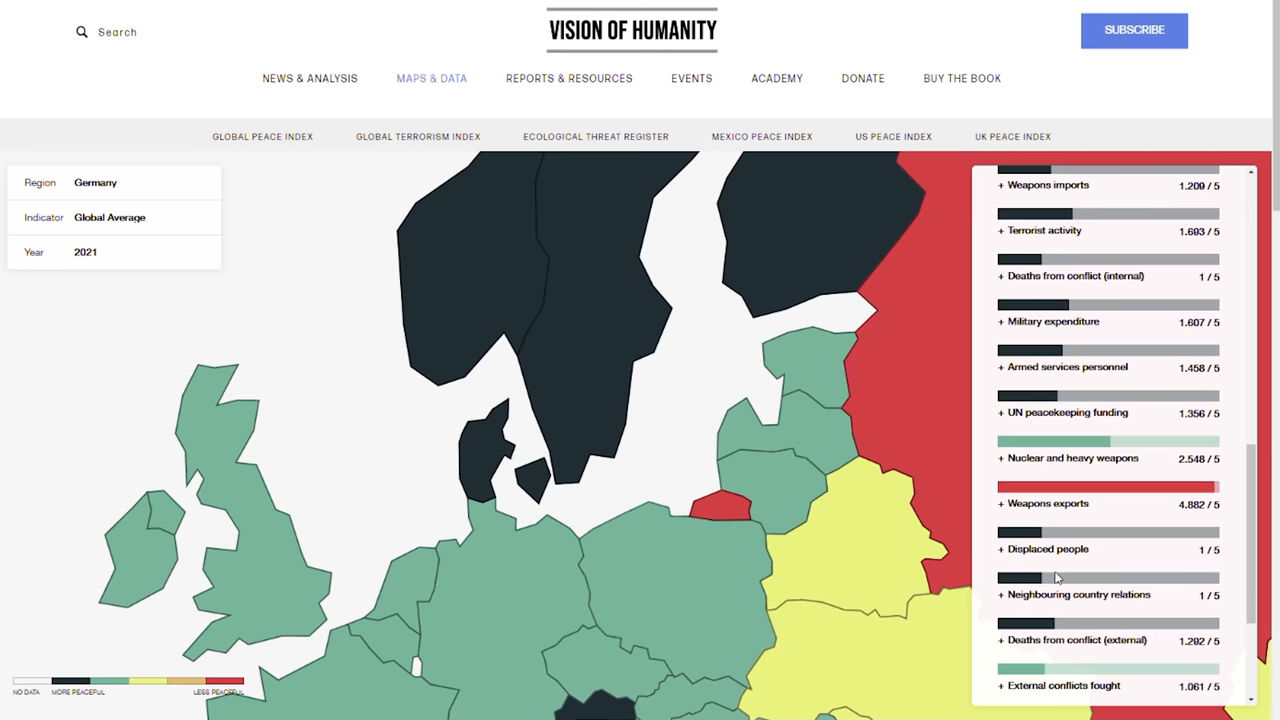 Search
VISION OF HUMANITY
SUBSCRIBE
NEWS & ANALYSIS MAPS & DATA REPORTS & RESOURCES EVENTS ACADEMY DONATE BUY THE BOOK
GLOBAL PEACE INDEX GLOBAL TERRORISM INDEX ECOLOGICAL THREAT REGISTER MEXICO PEACE INDEX US PEACE INDEX UK PEACE INDEX
Region Germany
Indicator Global Average
Year 2021
+ Weapons imports 1.209 / 5
+ Terrorist activity 1.693 / 5
+ Deaths from conflict (internal) 1 / 5
+ Military expenditure 1.607 / 5
+ Armed services personnel 1.458 / 5
+ UN peacekeeping funding 1.356 / 5
+ Nuclear and heavy weapons 2.548 / 5
+ Weapons exports 4.882 / 5
+ Displaced people 1 / 5
+ Neighbouring country relations 1 / 5
+ Deaths from conflict (external) 1.202 / 5
+ External conflicts fought 1.061 / 5
NO DATA MORE PEACEFUL LESS PEACEFUL